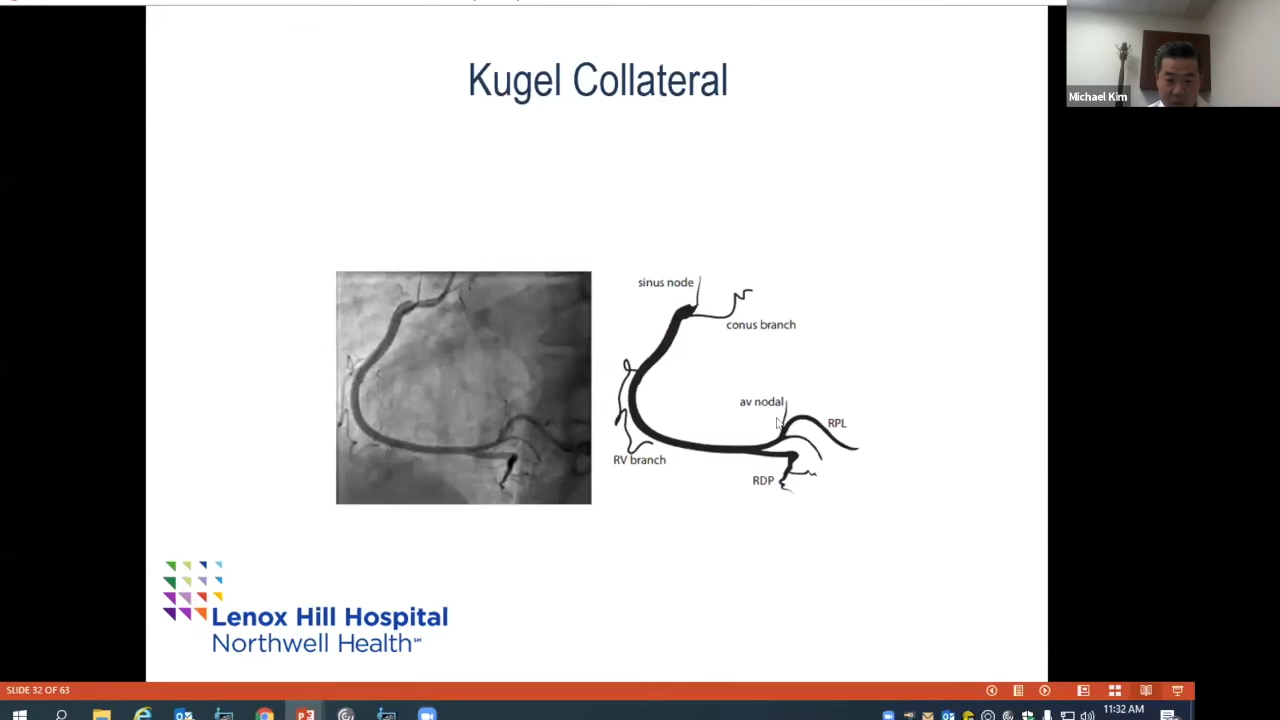 Kugel Collateral
Michael Kim
sinus node
conus branch
av nodal
RPL
RV branch
RDP
Lenox Hill Hospital
Northwell Health℠
SLIDE 32 OF 63
11:32 AM